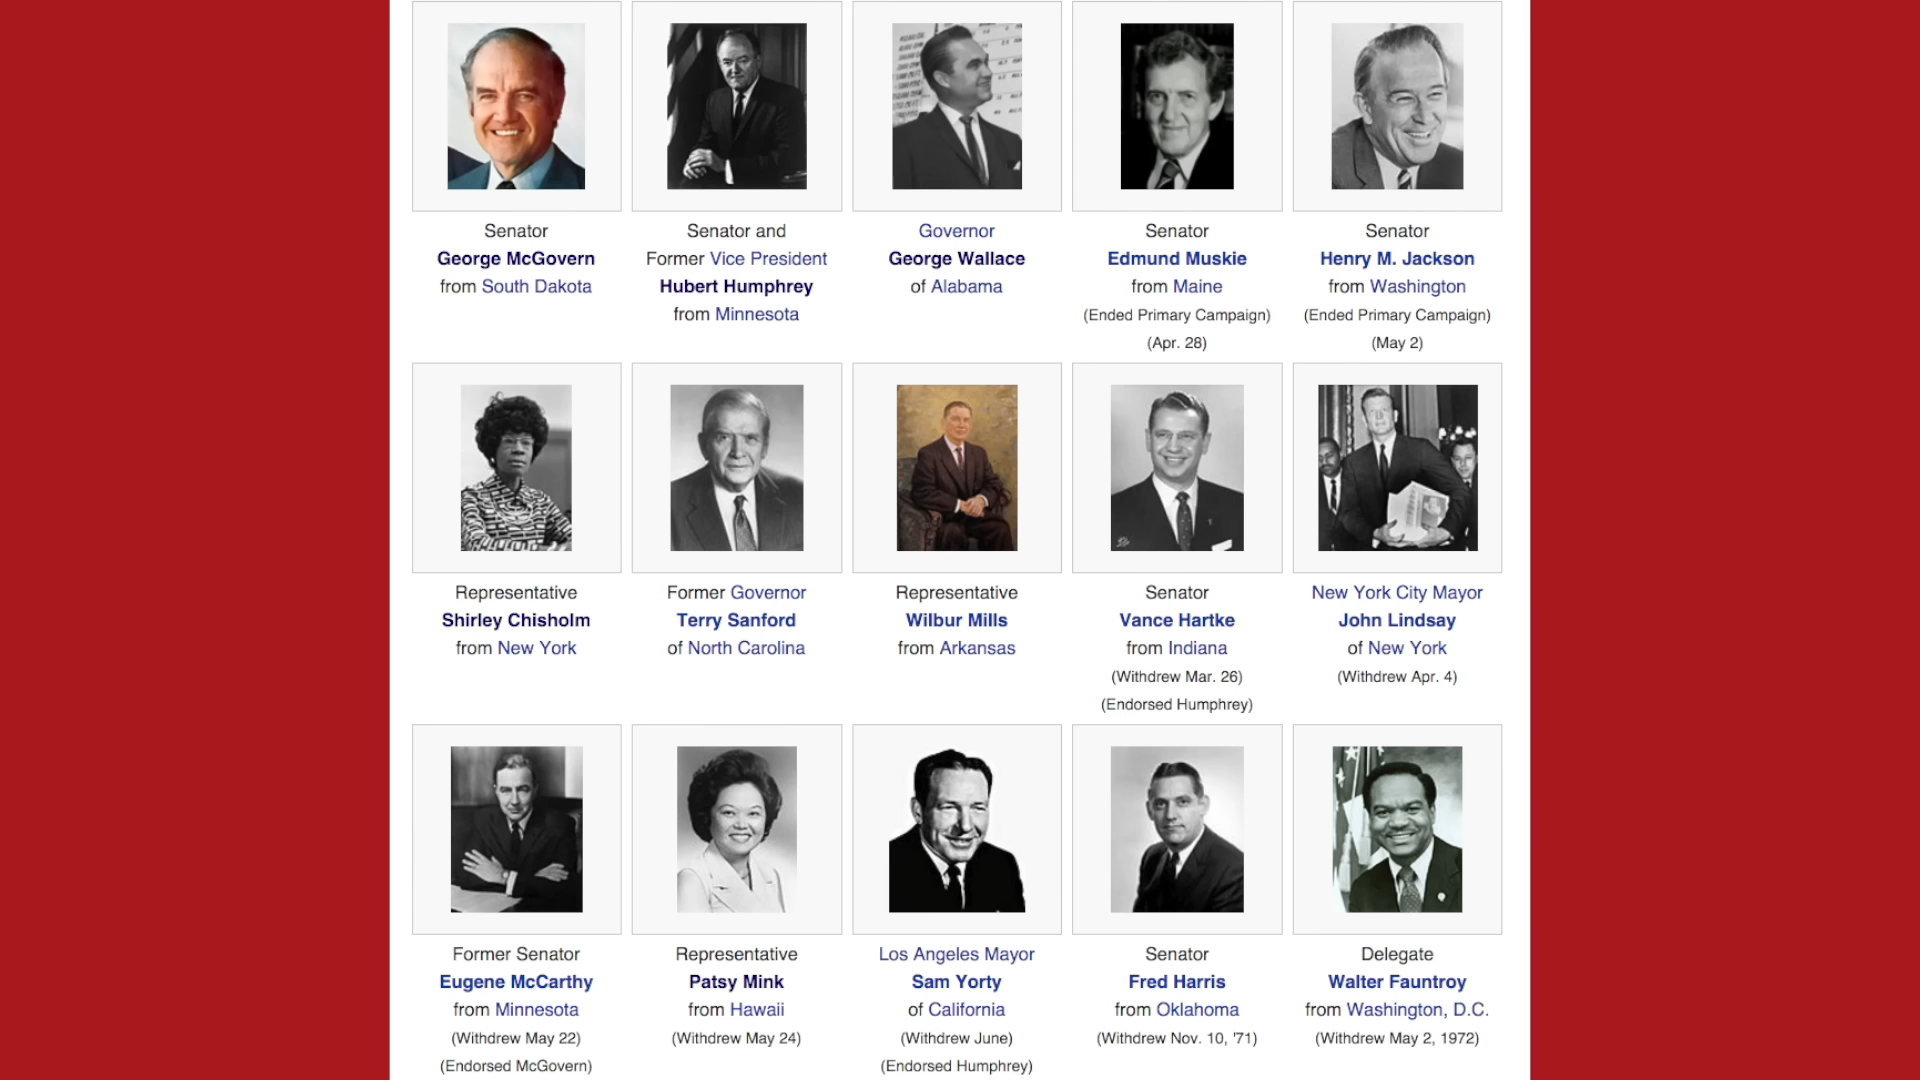 Senator
George McGovern
from South Dakota
Senator and
Former Vice President
Hubert Humphrey
from Minnesota
Governor
George Wallace
of Alabama
Senator
Edmund Muskie
from Maine
(Ended Primary Campaign)
(Apr. 28)
Senator
Henry M. Jackson
from Washington
(Ended Primary Campaign)
(May 2)
Representative
Shirley Chisholm
from New York
Former Governor
Terry Sanford
of North Carolina
Representative
Wilbur Mills
from Arkansas
Senator
Vance Hartke
from Indiana
(Withdrew Mar. 26)
(Endorsed Humphrey)
New York City Mayor
John Lindsay
of New York
(Withdrew Apr. 4)
Former Senator
Eugene McCarthy
from Minnesota
(Withdrew May 22)
(Endorsed McGovern)
Representative
Patsy Mink
from Hawaii
(Withdrew May 24)
Los Angeles Mayor
Sam Yorty
of California
(Withdrew June)
(Endorsed Humphrey)
Senator
Fred Harris
from Oklahoma
(Withdrew Nov. 10, '71)
Delegate
Walter Fauntroy
from Washington, D.C.
(Withdrew May 2, 1972)